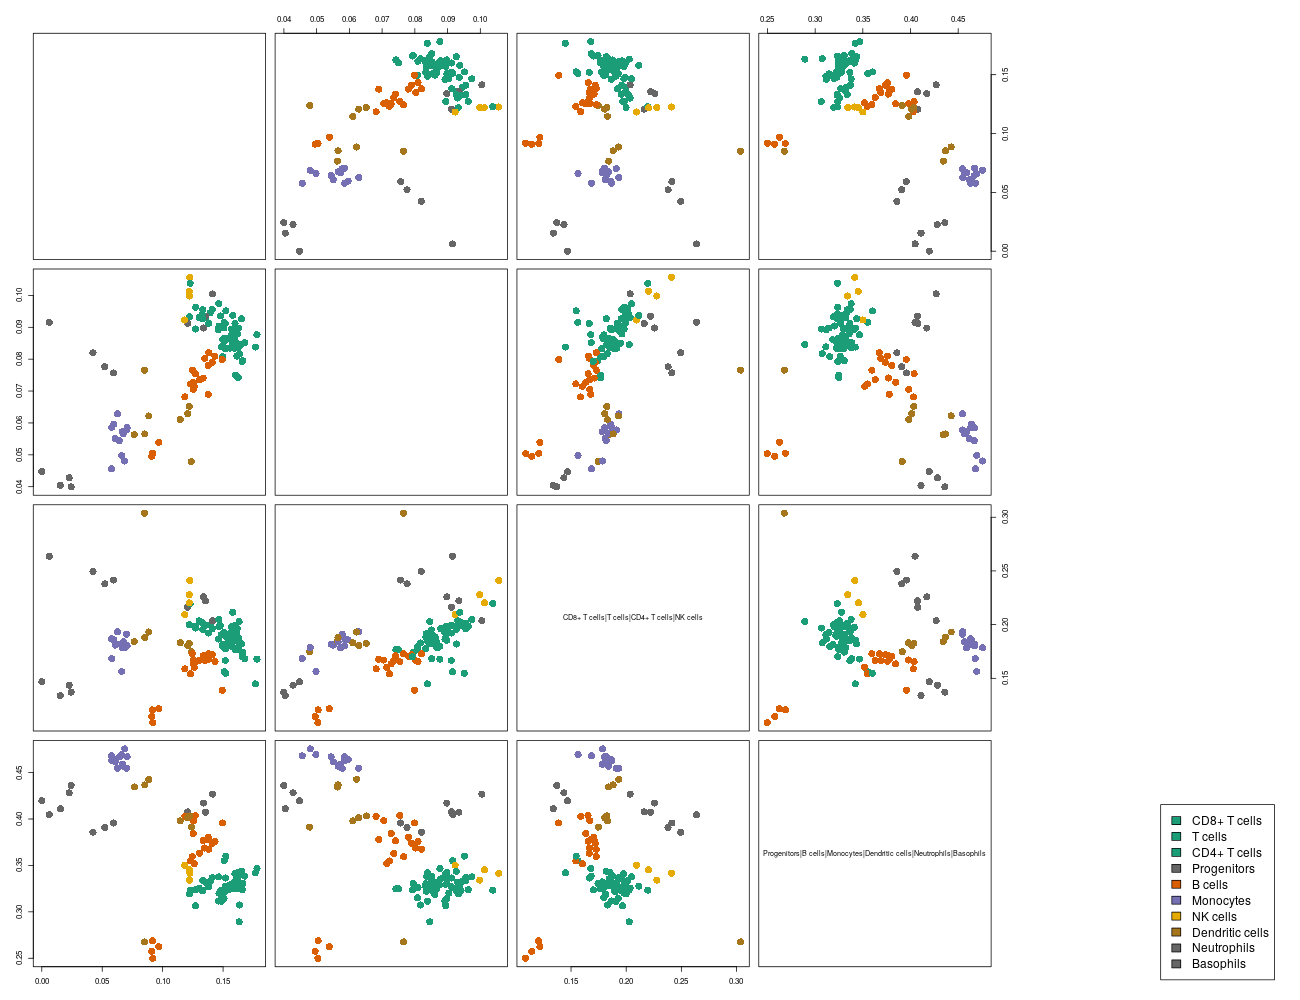 0.04 0.05 0.06 0.07 0.08 0.09 0.10
0.25 0.30 0.35 0.40 0.45
0.00 0.05 0.10 0.15
0.04 0.05 0.06 0.07 0.08 0.09 0.10
CD8+ T cells|T cells|CD4+ T cells|NK cells
0.15 0.20 0.25 0.30
0.25 0.30 0.35 0.40 0.45
Progenitors|B cells|Monocytes|Dendritic cells|Neutrophils|Basophils
0.00 0.05 0.10 0.15
0.15 0.20 0.25 0.30
CD8+ T cells
T cells
CD4+ T cells
Progenitors
B cells
Monocytes
NK cells
Dendritic cells
Neutrophils
Basophils